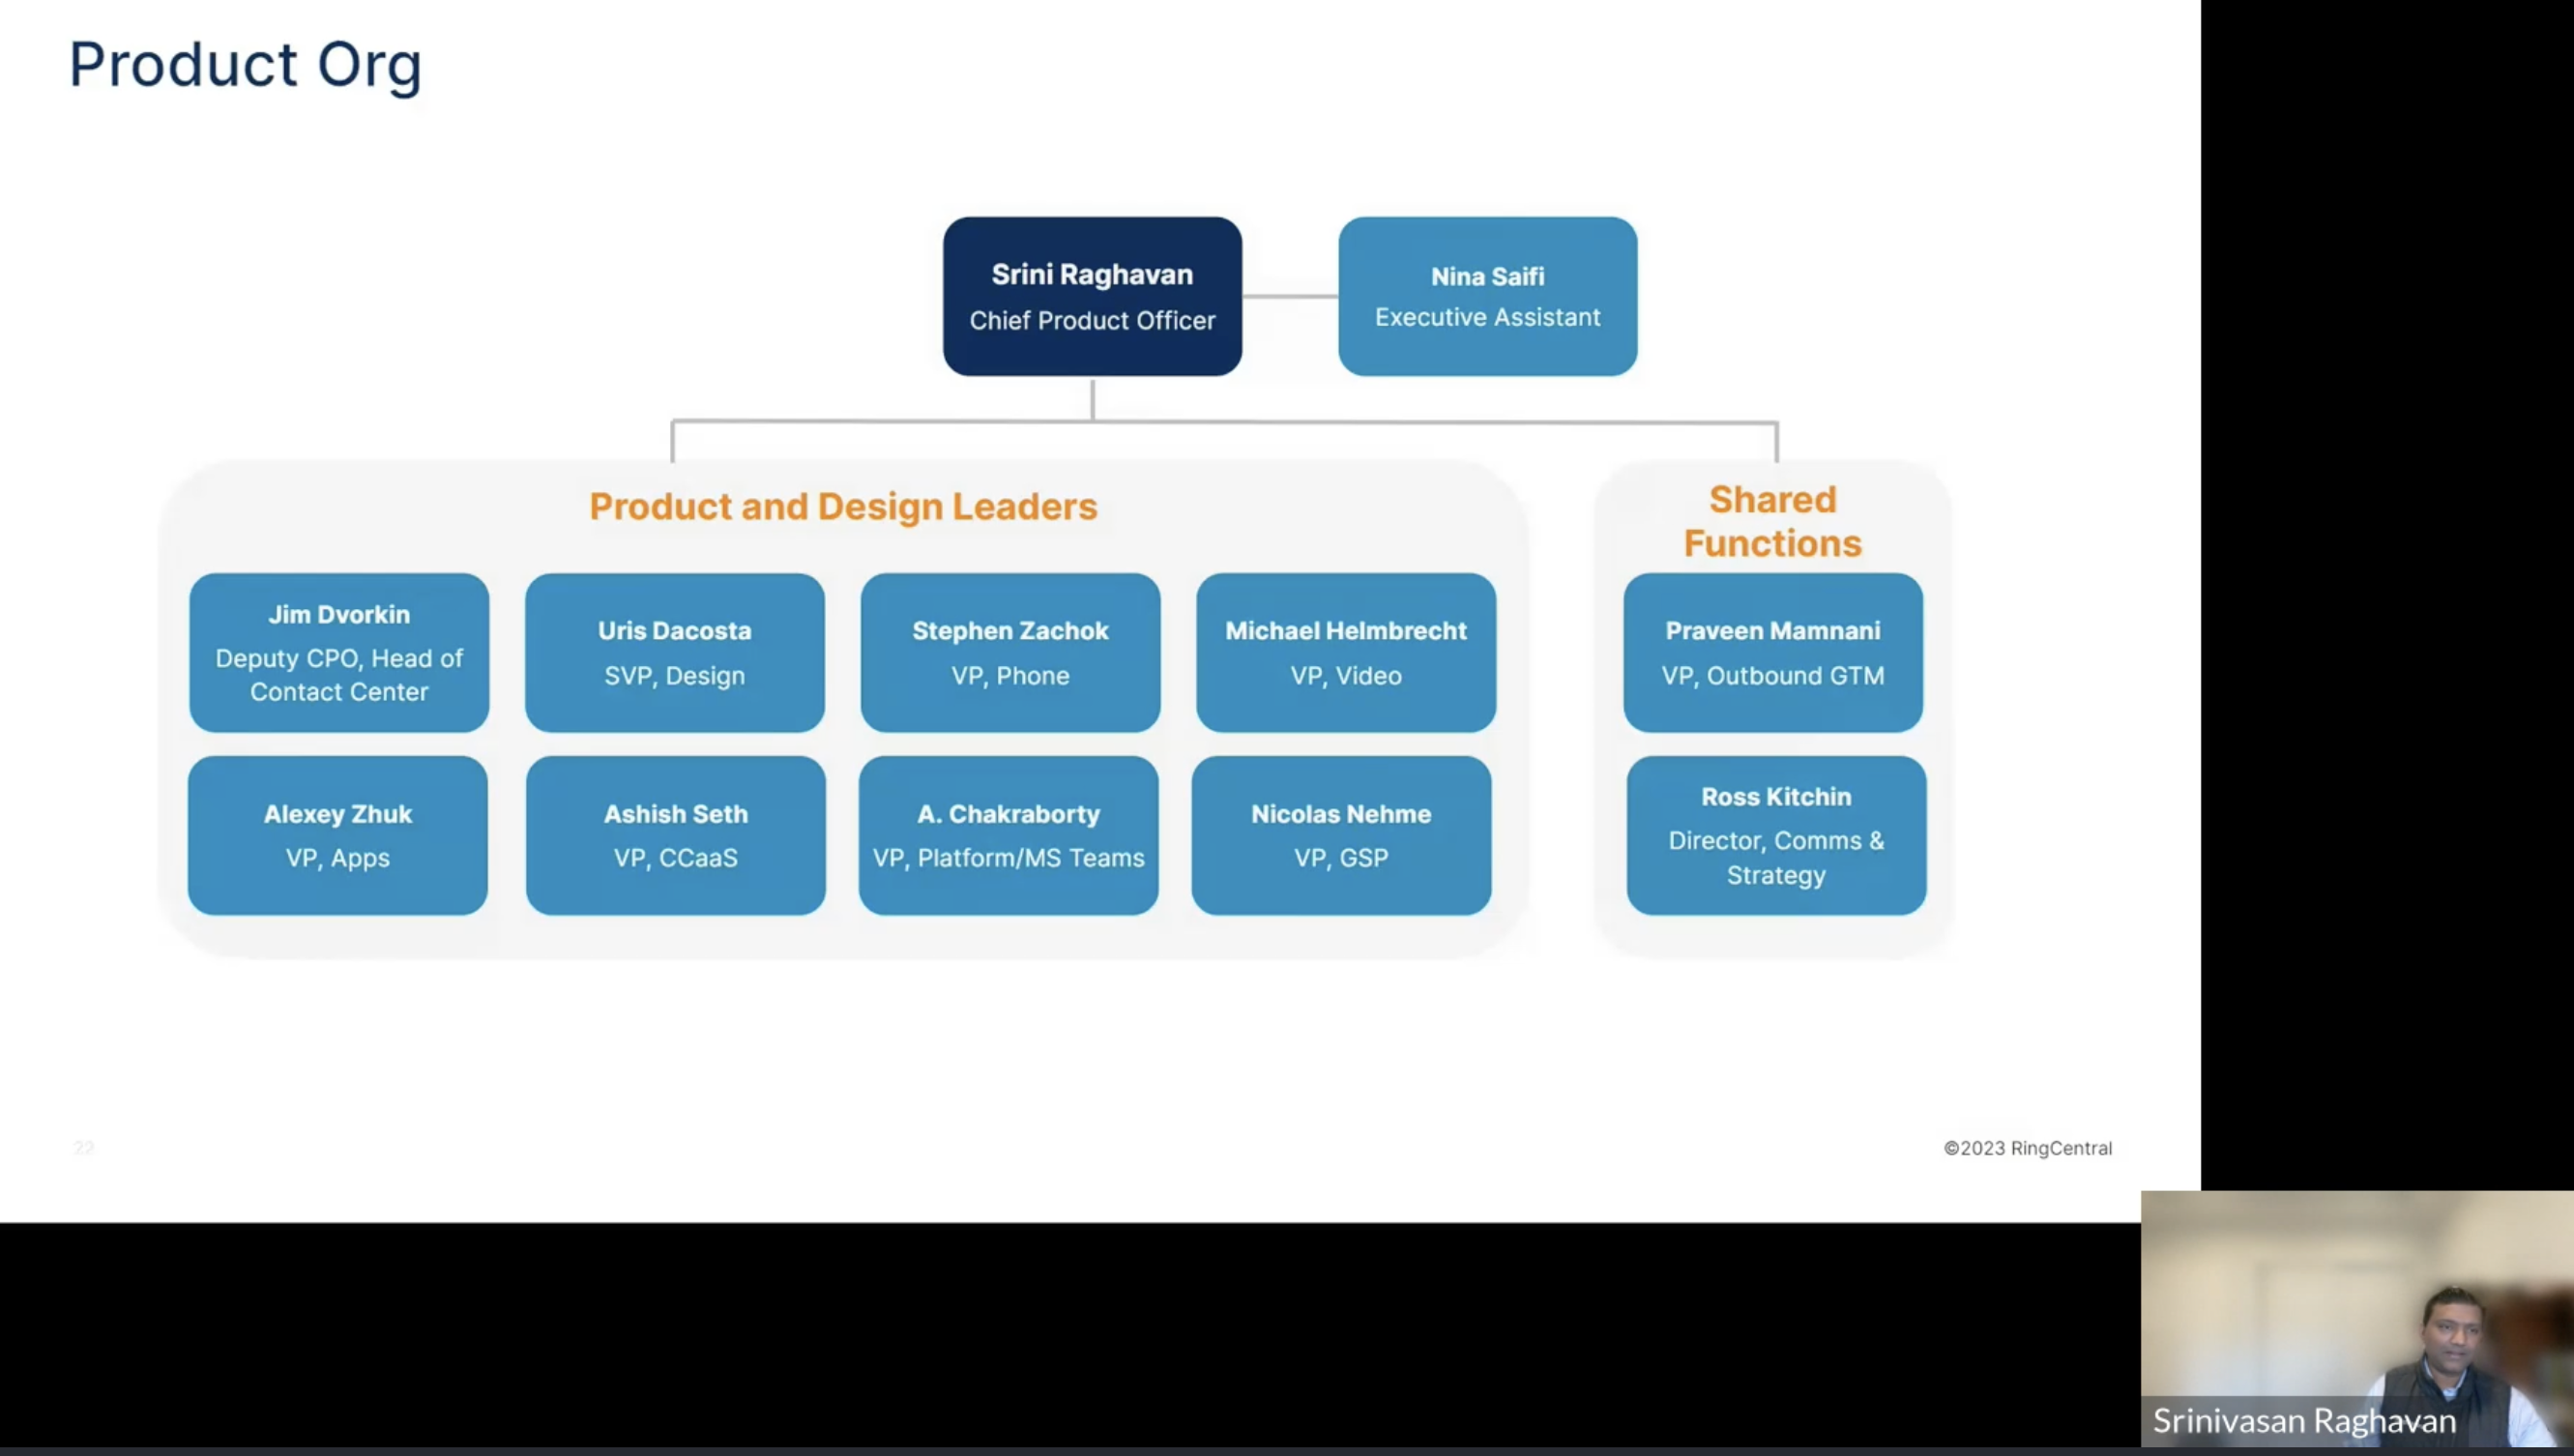 Product Org
Srini Raghavan
Chief Product Officer
Nina Saifi
Executive Assistant
Product and Design Leaders
Jim Dvorkin
Deputy CPO, Head of
Contact Center
Uris Dacosta
SVP, Design
Stephen Zachok
VP, Phone
Michael Helmbrecht
VP, Video
Alexey Zhuk
VP, Apps
Ashish Seth
VP, CCaaS
A. Chakraborty
VP, Platform/MS Teams
Nicolas Nehme
VP, GSP
Shared
Functions
Praveen Mamnani
VP, Outbound GTM
Ross Kitchin
Director, Comms &
Strategy
22
©2023 RingCentral
Srinivasan Raghavan